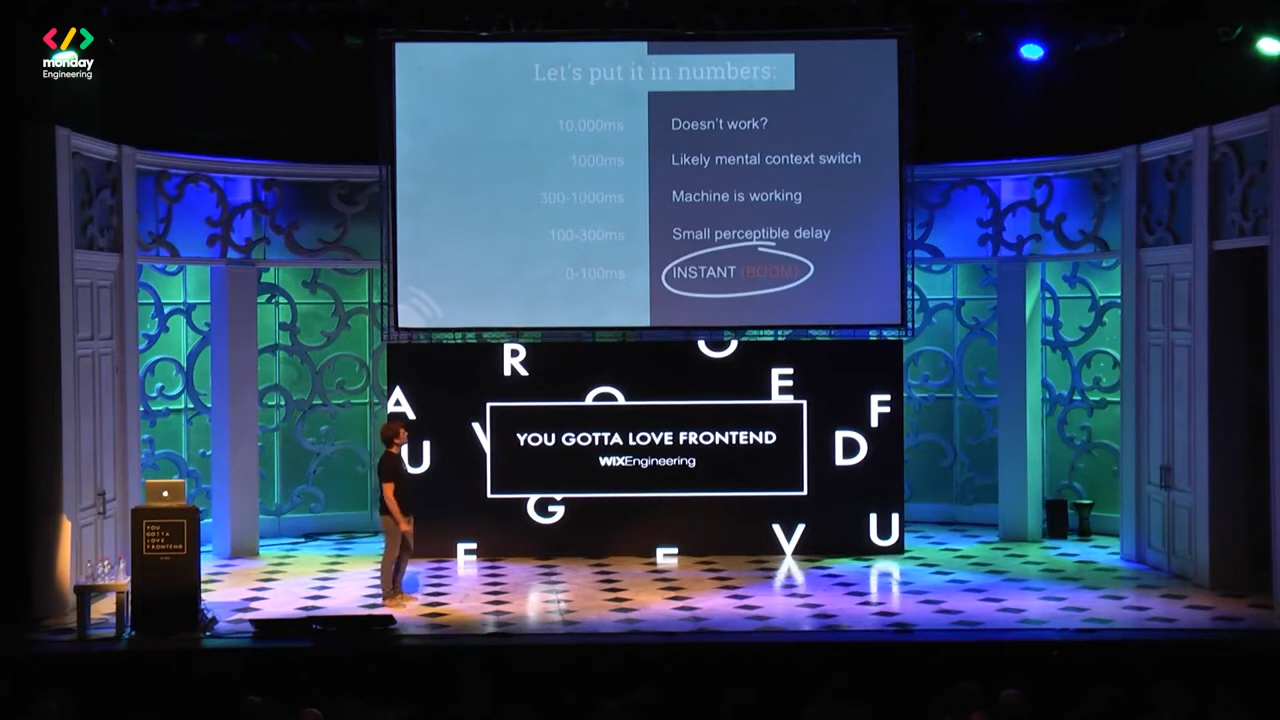 monday
Engineering
Let's put it in numbers:
10,000ms Doesn't work?
1000ms Likely mental context switch
300-1000ms Machine is working
100-300ms Small perceptible delay
0-100ms INSTANT (BOOM)
R
E
A
F
U
D
YOU GOTTA LOVE FRONTEND
WIXEngineering
G
U
V
YOU
GOTTA
LOVE
FRONTEND